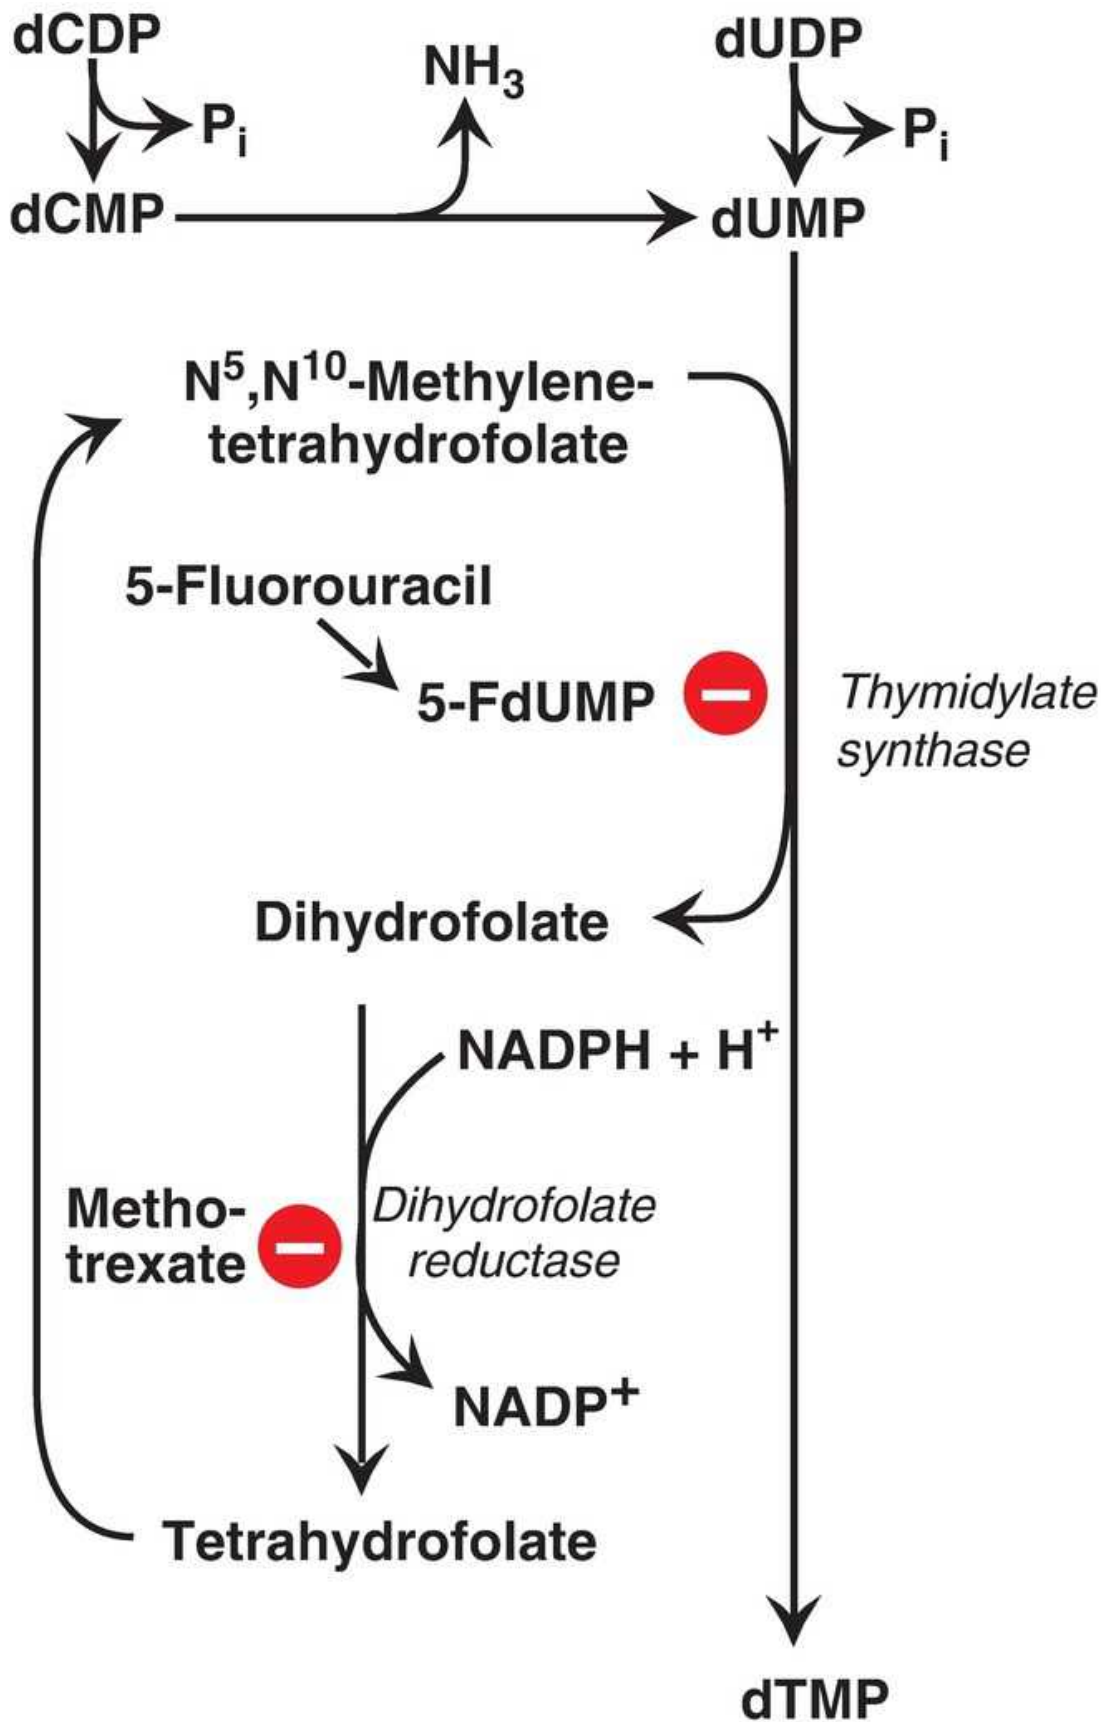 dCDP
NH₃
dUDP
Pᵢ
Pᵢ
dCMP
dUMP
N⁵,N¹⁰-Methylene-
tetrahydrofolate
5-Fluorouracil
5-FdUMP
Thymidylate
synthase
Dihydrofolate
NADPH + H⁺
Metho-
trexate
Dihydrofolate
reductase
NADP⁺
Tetrahydrofolate
dTMP